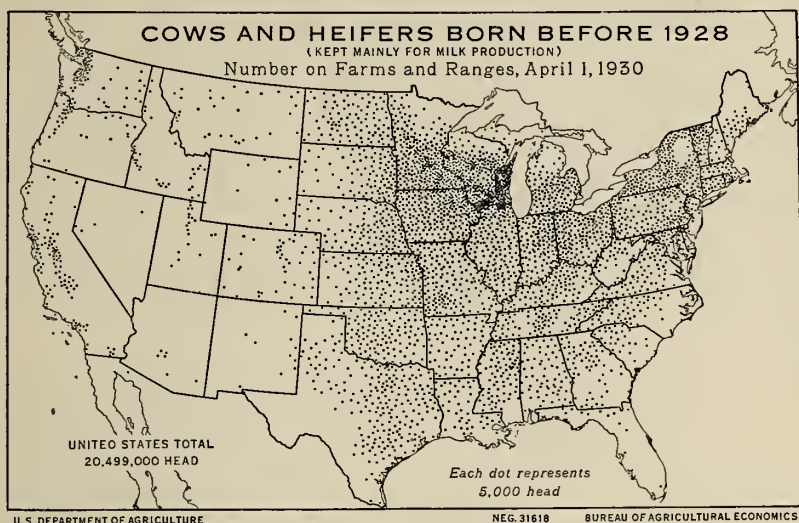 COWS AND HEIFERS BORN BEFORE 1928
(KEPT MAINLY FOR MILK PRODUCTION)
Number on Farms and Ranges, April 1, 1930
UNITED STATES TOTAL
20,499,000 HEAD
Each dot represents
5,000 head
U.S. DEPARTMENT OF AGRICULTURE
NEG. 31618
BUREAU OF AGRICULTURAL ECONOMICS